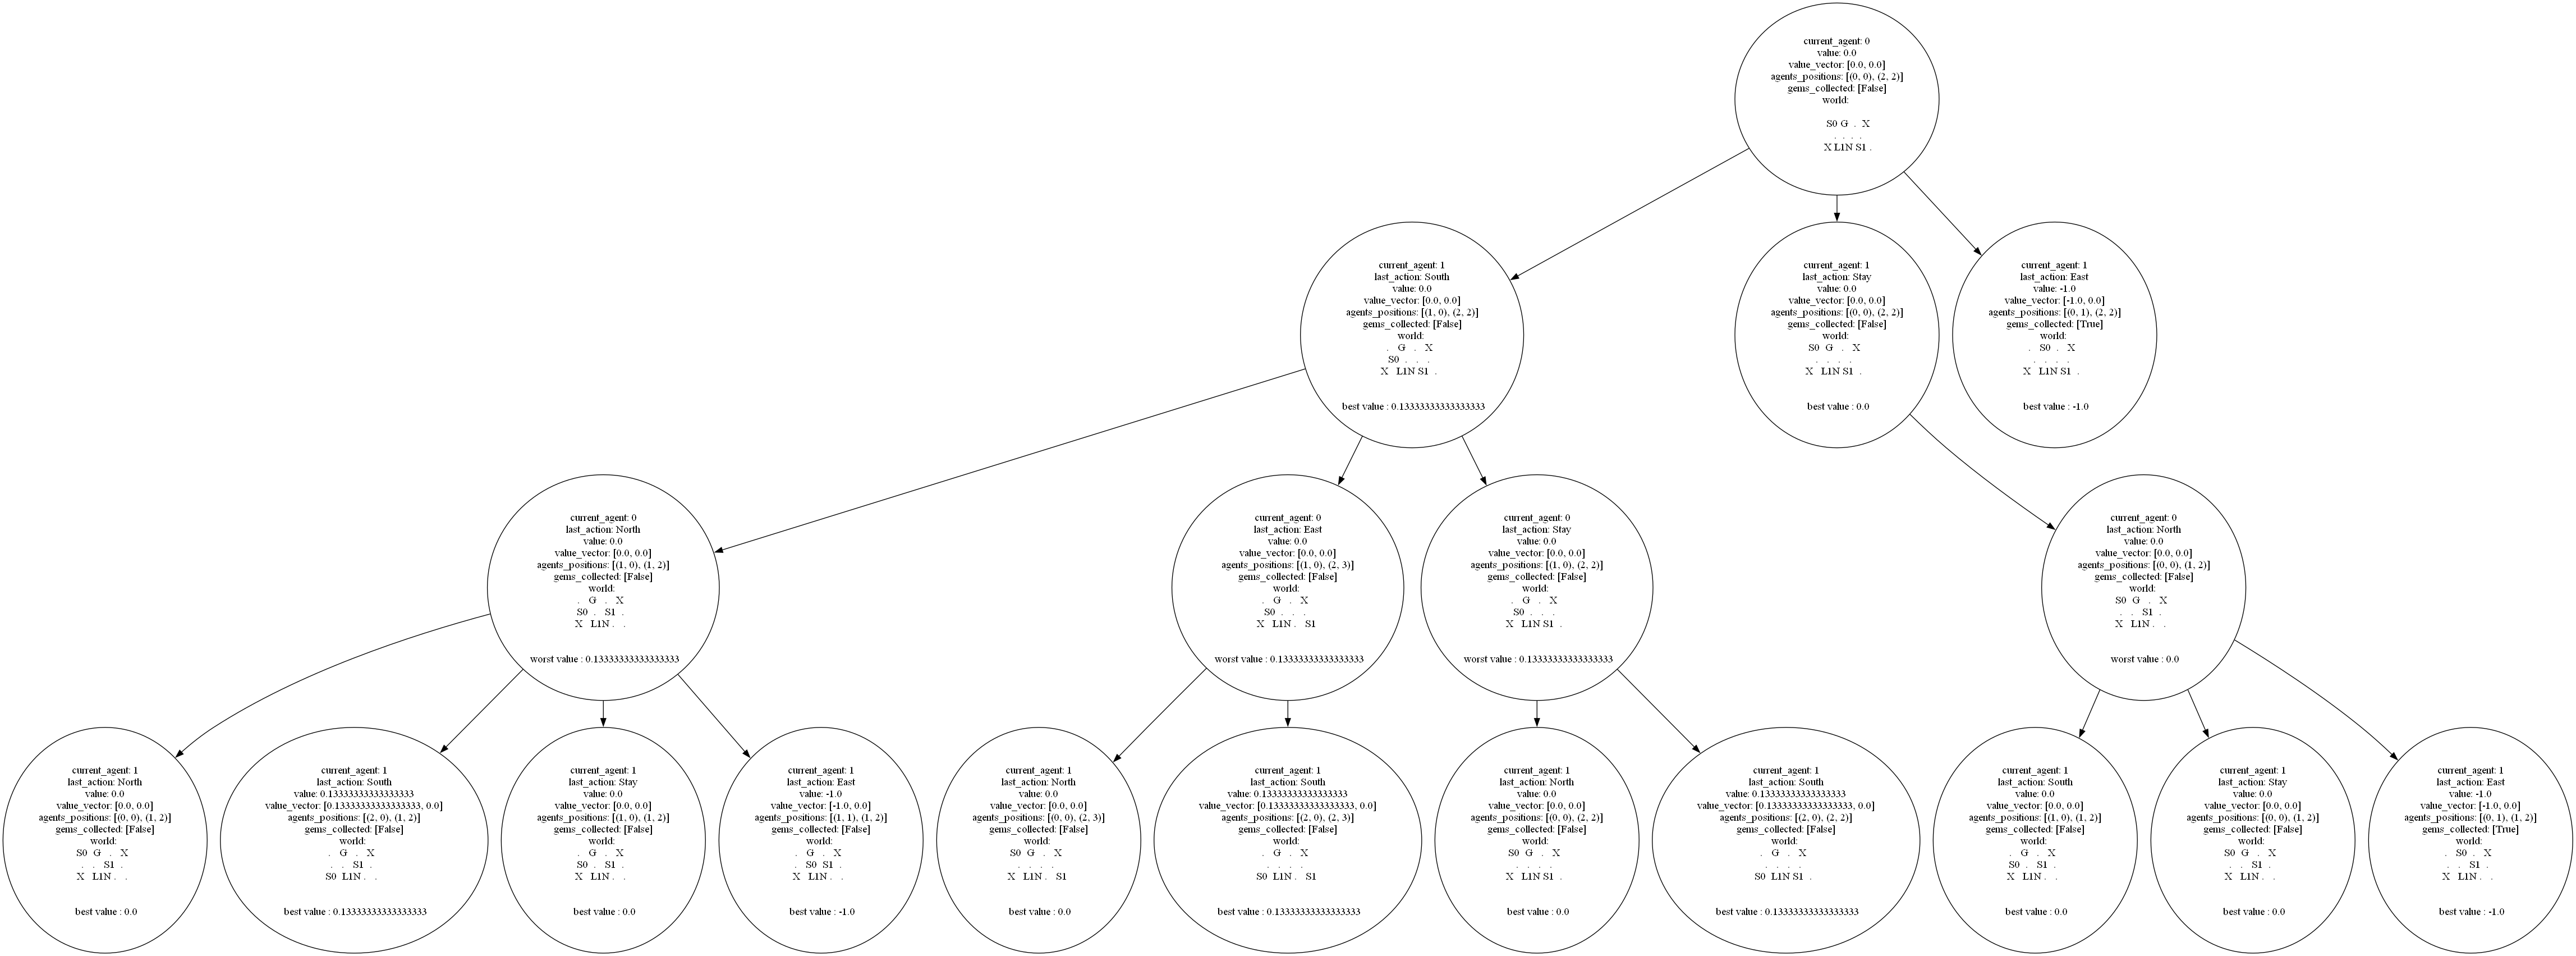 current_agent: 0
value: 0.0
value_vector: [0.0, 0.0]
agents_positions: [(0, 0), (2, 2)]
gems_collected: [False]
world:
S0 G . X
. . . .
X L1N S1 .
current_agent: 1
last_action: South
value: 0.0
value_vector: [0.0, 0.0]
agents_positions: [(1, 0), (2, 2)]
gems_collected: [False]
world:
. G . X
S0 . . .
X L1N S1 .
best value : 0.13333333333333333
current_agent: 1
last_action: Stay
value: 0.0
value_vector: [0.0, 0.0]
agents_positions: [(0, 0), (2, 2)]
gems_collected: [False]
world:
S0 G . X
. . . .
X L1N S1 .
best value : 0.0
current_agent: 1
last_action: East
value: -1.0
value_vector: [-1.0, 0.0]
agents_positions: [(0, 1), (2, 2)]
gems_collected: [True]
world:
. S0 . X
. . . .
X L1N S1 .
best value : -1.0
current_agent: 0
last_action: North
value: 0.0
value_vector: [0.0, 0.0]
agents_positions: [(1, 0), (1, 2)]
gems_collected: [False]
world:
. G . X
S0 . S1 .
X L1N . .
worst value : 0.13333333333333333
current_agent: 0
last_action: East
value: 0.0
value_vector: [0.0, 0.0]
agents_positions: [(1, 0), (2, 3)]
gems_collected: [False]
world:
. G . X
S0 . . .
X L1N . S1
worst value : 0.13333333333333333
current_agent: 0
last_action: Stay
value: 0.0
value_vector: [0.0, 0.0]
agents_positions: [(1, 0), (2, 2)]
gems_collected: [False]
world:
. G . X
S0 . . .
X L1N S1 .
worst value : 0.13333333333333333
current_agent: 0
last_action: North
value: 0.0
value_vector: [0.0, 0.0]
agents_positions: [(0, 0), (1, 2)]
gems_collected: [False]
world:
S0 G . X
. . S1 .
X L1N . .
worst value : 0.0
current_agent: 1
last_action: North
value: 0.0
value_vector: [0.0, 0.0]
agents_positions: [(0, 0), (1, 2)]
gems_collected: [False]
world:
S0 G . X
. . S1 .
X L1N . .
best value : 0.0
current_agent: 1
last_action: South
value: 0.13333333333333333
value_vector: [0.13333333333333333, 0.0]
agents_positions: [(2, 0), (1, 2)]
gems_collected: [False]
world:
. G . X
. . S1 .
S0 L1N . .
best value : 0.13333333333333333
current_agent: 1
last_action: Stay
value: 0.0
value_vector: [0.0, 0.0]
agents_positions: [(1, 0), (1, 2)]
gems_collected: [False]
world:
. G . X
S0 . S1 .
X L1N . .
best value : 0.0
current_agent: 1
last_action: East
value: -1.0
value_vector: [-1.0, 0.0]
agents_positions: [(1, 1), (1, 2)]
gems_collected: [False]
world:
. G . X
. S0 S1 .
X L1N . .
best value : -1.0
current_agent: 1
last_action: North
value: 0.0
value_vector: [0.0, 0.0]
agents_positions: [(0, 0), (2, 3)]
gems_collected: [False]
world:
S0 G . X
. . . .
X L1N . S1
best value : 0.0
current_agent: 1
last_action: South
value: 0.13333333333333333
value_vector: [0.13333333333333333, 0.0]
agents_positions: [(2, 0), (2, 3)]
gems_collected: [False]
world:
. G . X
. . . .
S0 L1N . S1
best value : 0.13333333333333333
current_agent: 1
last_action: North
value: 0.0
value_vector: [0.0, 0.0]
agents_positions: [(0, 0), (2, 2)]
gems_collected: [False]
world:
S0 G . X
. . . .
X L1N S1 .
best value : 0.0
current_agent: 1
last_action: South
value: 0.13333333333333333
value_vector: [0.13333333333333333, 0.0]
agents_positions: [(2, 0), (2, 2)]
gems_collected: [False]
world:
. G . X
. . . .
S0 L1N S1 .
best value : 0.13333333333333333
current_agent: 1
last_action: South
value: 0.0
value_vector: [0.0, 0.0]
agents_positions: [(1, 0), (1, 2)]
gems_collected: [False]
world:
. G . X
S0 . S1 .
X L1N . .
best value : 0.0
current_agent: 1
last_action: Stay
value: 0.0
value_vector: [0.0, 0.0]
agents_positions: [(0, 0), (1, 2)]
gems_collected: [False]
world:
S0 G . X
. . S1 .
X L1N . .
best value : 0.0
current_agent: 1
last_action: East
value: -1.0
value_vector: [-1.0, 0.0]
agents_positions: [(0, 1), (1, 2)]
gems_collected: [True]
world:
. S0 . X
. . S1 .
X L1N . .
best value : -1.0